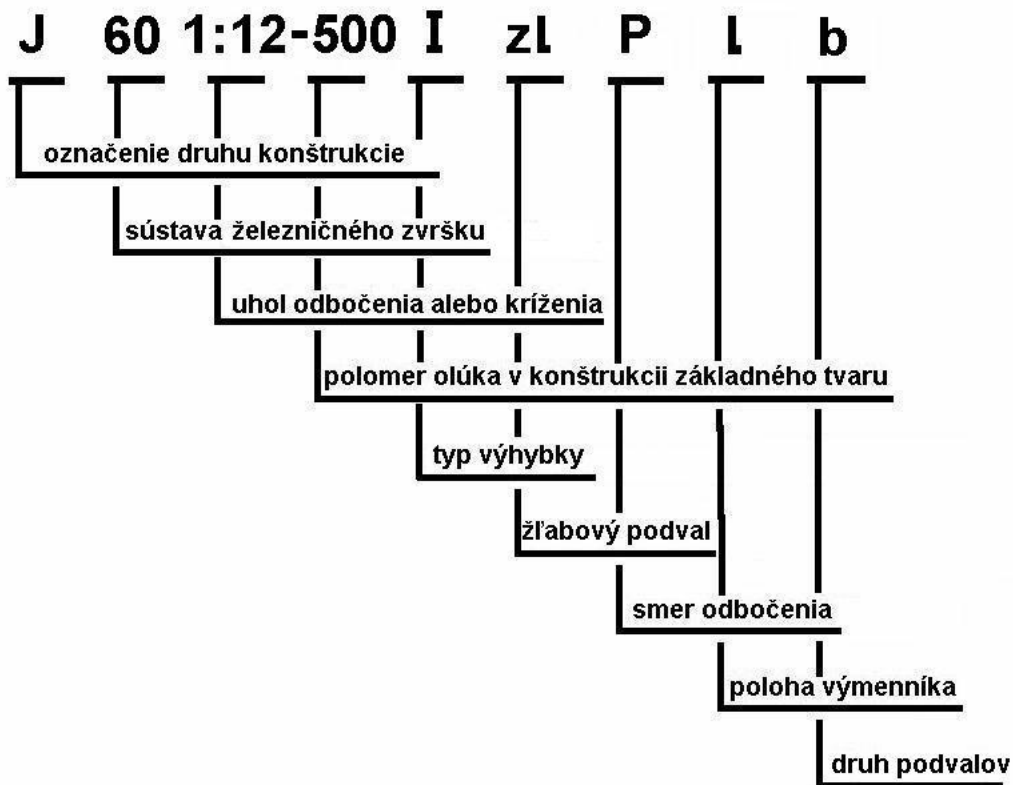 J 60 1:12-500 I zl P l b
označenie druhu konštrukcie
sústava železničného zvršku
uhol odbočenia alebo kríženia
polomer olúka v konštrukcii základného tvaru
typ výhybky
žľabový podval
smer odbočenia
poloha výmenníka
druh podvalov